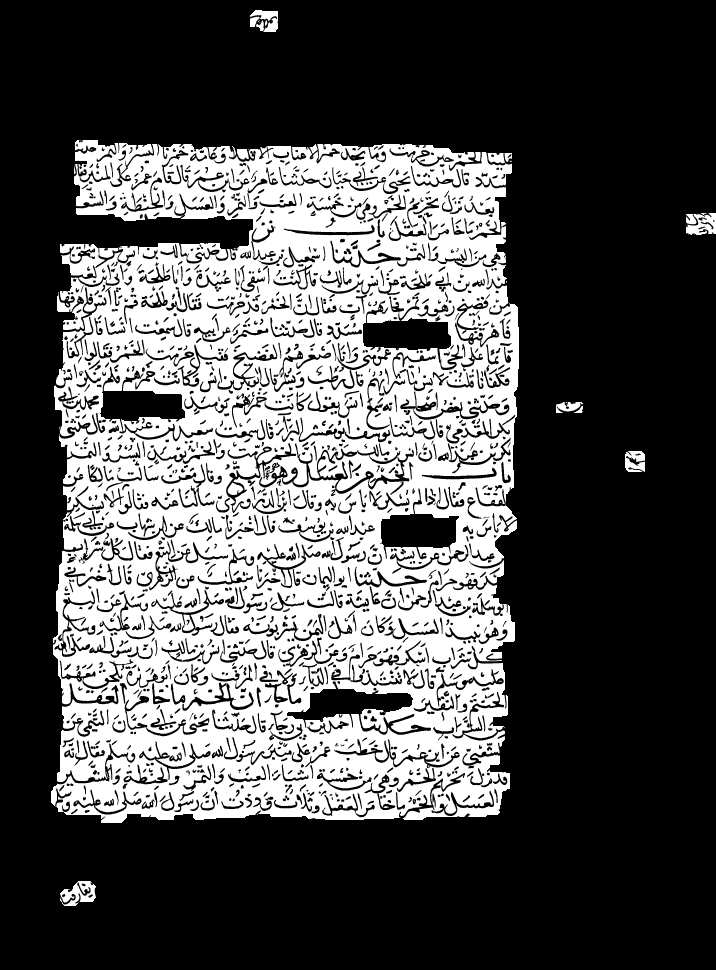 علينا الخمر حين حرمت وما نجد خمر الاعناب الا قليلا وعامة خمرنا البسر والتمر حدثنا
مسدد قال حدثنا يحيى عن ابي حيان حدثنا عامر عن ابن عمر قال قام عمر على المنبر فقال
بعد نزل تحريم الخمر وهي من خمسة العنب والتمر والعسل والحنطة والشعير
والخمر ما خامر العقل باب نزل
وهي من البسر والتمر حدثنا اسمعيل بن عبد الله قال حدثني مالك بن انس عن اسحق بن
عبد الله بن ابي طلحة عن انس بن مالك قال كنت اسقي ابا عبيدة وابا طلحة وابي بن كعب
من فضيخ زهو وتمر فجاءهم آت فقال ان الخمر قد حرمت فقال ابو طلحة قم يا انس فاهرقها
فاهرقتها مسدد قال حدثنا معتمر عن ابيه قال سمعت انسا قال كنت
قائما على الحي اسقيهم عمومتي وانا اصغرهم الفضيخ فقيل حرمت الخمر فقالوا اكفأها
فكفأنا قلت لانس ما شرابهم قال رطب وبسر قال ابو بكر بن انس وكانت خمرهم فلم ينكر انس
وحدثني بعض اصحابي انه سمع انس يقول كانت خمرهم يومئذ محمد بن ابي
بكر المقدمي قال حدثنا يوسف ابو معشر البراء قال سمعت سعيد بن عبيد الله قال حدثني
بكر بن عبد الله ان انس بن مالك حدثهم ان الخمر حرمت والخمر يومئذ البسر والتمر
باب الخمر من العسل وهو البتع وقال معن سالت مالكا عن
الفقاع فقال اذا لم يسكر فلا باس به وقال ابن الدراوردي سالنا عنه فقالوا لا يسكر
لا باس به عبد الله بن يوسف قال اخبرنا مالك عن ابن شهاب عن ابي سلمة
بن عبد الرحمن عن عايشة ان رسول الله صلى الله عليه وسلم سئل عن البتع فقال كل شراب
اسكر فهو حرام حدثنا ابو اليمان قال اخبرنا شعيب عن الزهري قال اخبرني
ابو سلمة بن عبد الرحمن ان عايشة قالت سئل رسول الله صلى الله عليه وسلم عن البتع
وهو نبيذ العسل وكان اهل اليمن يشربونه فقال رسول الله صلى الله عليه وسلم
كل شراب اسكر فهو حرام وعن الزهري قال حدثني انس بن مالك ان رسول الله صلى الله
عليه وسلم قال لا تنتبذوا في الدباء ولا في المزفت وكان ابو هريرة يلحق معهما
الحنتم والنقير ما جاء ان الخمر ما خامر العقل
من الشراب حدثنا احمد بن ابي رجاء قال حدثنا يحيى عن ابي حيان التيمي عن
الشعبي عن ابن عمر قال خطب عمر على منبر رسول الله صلى الله عليه وسلم فقال انه
قد نزل تحريم الخمر وهي من خمسة اشياء العنب والتمر والحنطة والشعير
والعسل والخمر ما خامر العقل وثلاث وددت ان رسول الله صلى الله عليه وسلم
يفارقنا